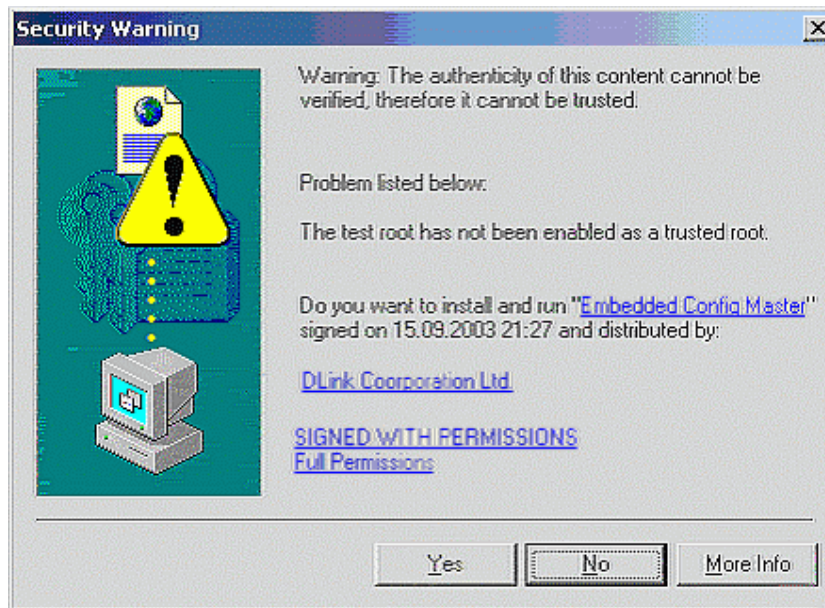 Security Warning
Warning: The authenticity of this content cannot be
verified, therefore it cannot be trusted.
Problem listed below:
The test root has not been enabled as a trusted root.
Do you want to install and run "Embedded Config Master"
signed on 15.09.2003 21:27 and distributed by:
DLink Coorporation Ltd.
SIGNED WITH PERMISSIONS
Full Permissions
Yes No More Info